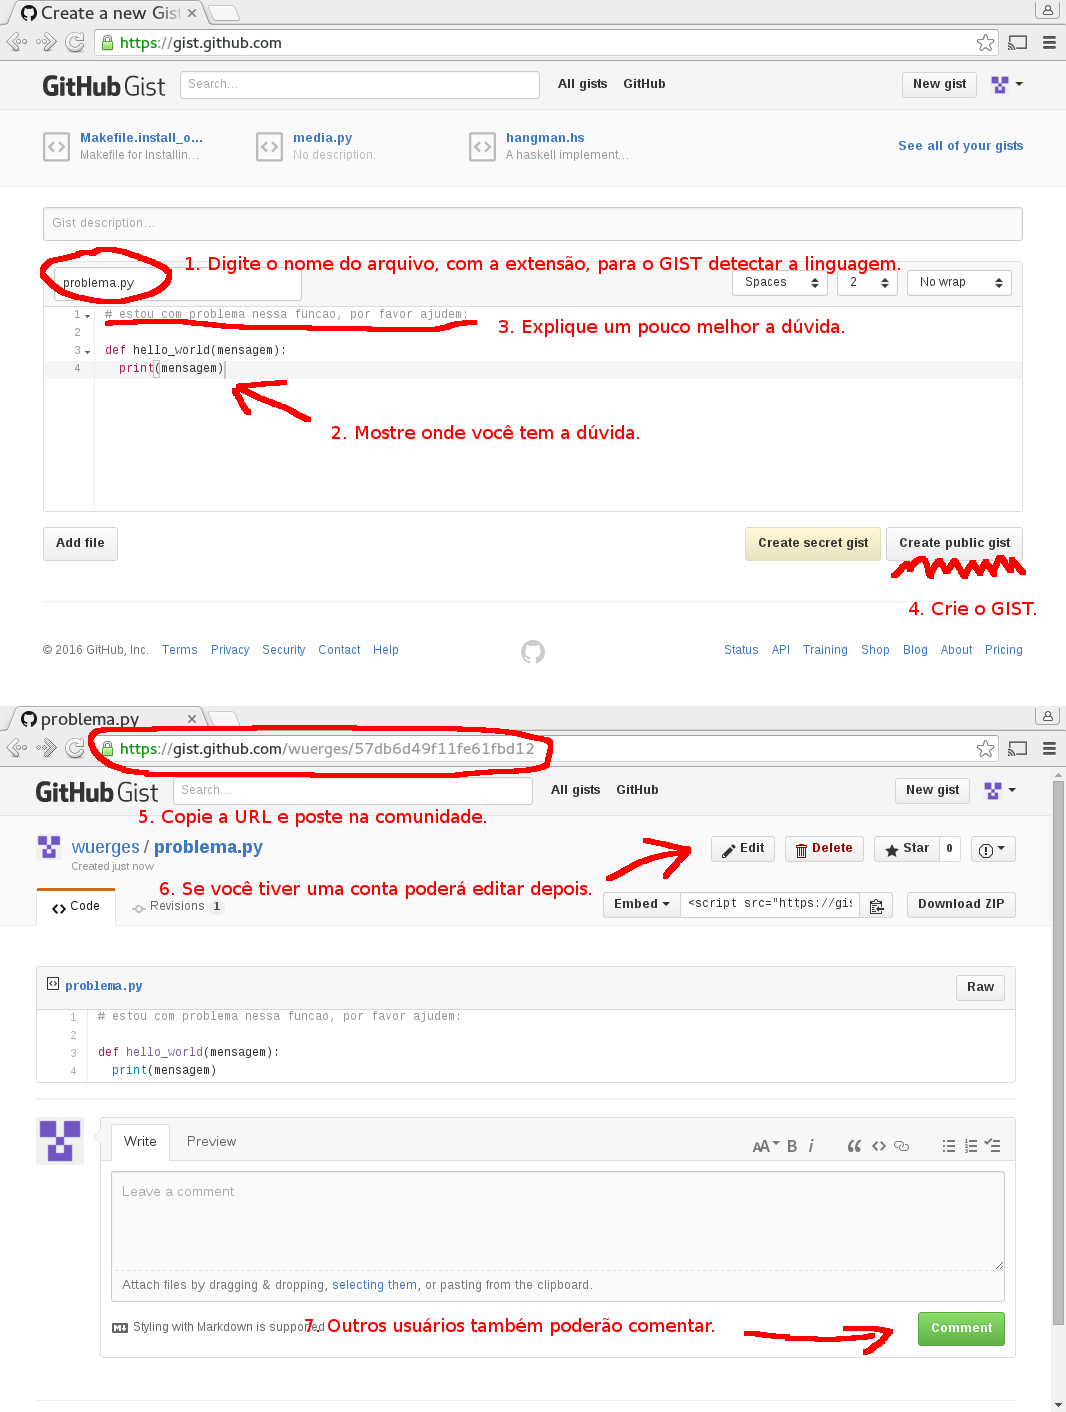 Create a new Gis
https://gist.github.com
GitHub Gist
Search...
All gists
GitHub
New gist
Makefile.install_o...
Makefile for Installin...
media.py
No description.
hangman.hs
A haskell implement...
See all of your gists
Gist description...
1. Digite o nome do arquivo, com a extensão, para o GIST detectar a linguagem.
problema.py
Spaces
2
No wrap
1 # estou com problema nessa funcao, por favor ajudem:
3. Explique um pouco melhor a dúvida.
2
3 def hello_world(mensagem):
4 print(mensagem)
2. Mostre onde você tem a dúvida.
Add file
Create secret gist
Create public gist
4. Crie o GIST.
© 2016 GitHub, Inc. Terms Privacy Security Contact Help
Status API Training Shop Blog About Pricing
problema.py
https://gist.github.com/wuerges/57db6d49f11fe61fbd12
GitHub Gist
Search...
All gists
GitHub
New gist
5. Copie a URL e poste na comunidade.
wuerges / problema.py
Created just now
Edit
Delete
Star 0
6. Se você tiver uma conta poderá editar depois.
Code
Revisions 1
Embed
<script src="https://gis
Download ZIP
problema.py
Raw
1 # estou com problema nessa funcao, por favor ajudem:
2
3 def hello_world(mensagem):
4 print(mensagem)
Write
Preview
AA B i
Leave a comment
Attach files by dragging & dropping, selecting them, or pasting from the clipboard.
Styling with Markdown is supported
7. Outros usuários também poderão comentar.
Comment